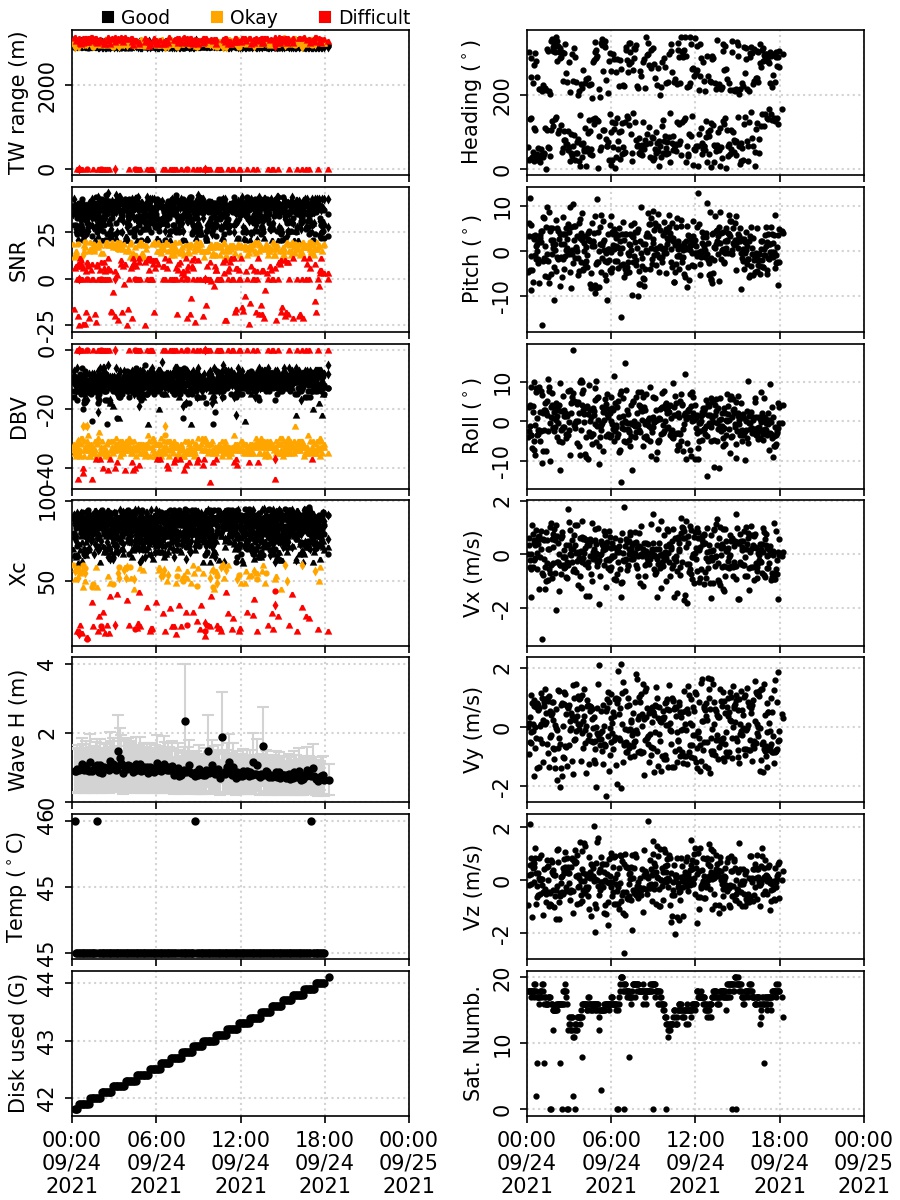 Good Okay Difficult
TW range (m)
2000
0
Heading (°)
200
0
SNR
25
0
-25
Pitch (°)
10
0
-10
DBV
0
-20
-40
Roll (°)
10
0
-10
Xc
100
50
Vx (m/s)
2
0
-2
Wave H (m)
4
2
0
Vy (m/s)
2
0
-2
Temp (°C)
46
45
45
Vz (m/s)
2
0
-2
Disk used (G)
44
43
42
Sat. Numb.
20
10
0
00:00 06:00 12:00 18:00 00:00
09/24 09/24 09/24 09/24 09/25
2021 2021 2021 2021 2021
00:00 06:00 12:00 18:00 00:00
09/24 09/24 09/24 09/24 09/25
2021 2021 2021 2021 2021